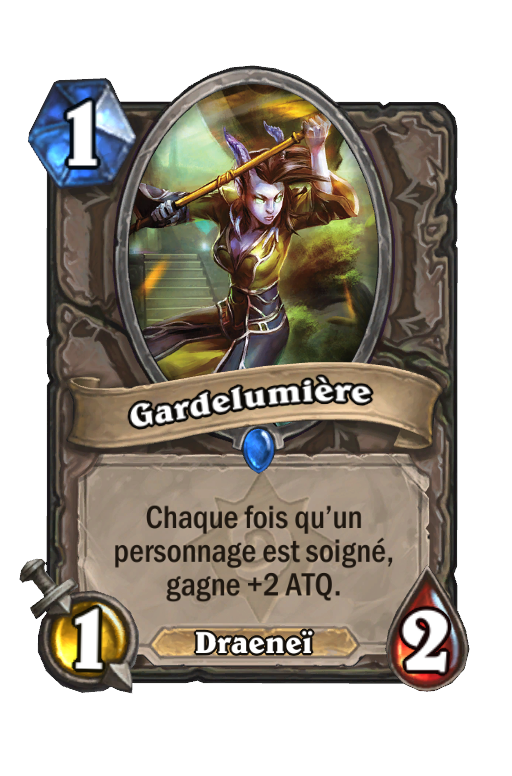 1
Gardelumière
Chaque fois qu'un
personnage est soigné,
gagne +2 ATQ.
1
Draeneï
2